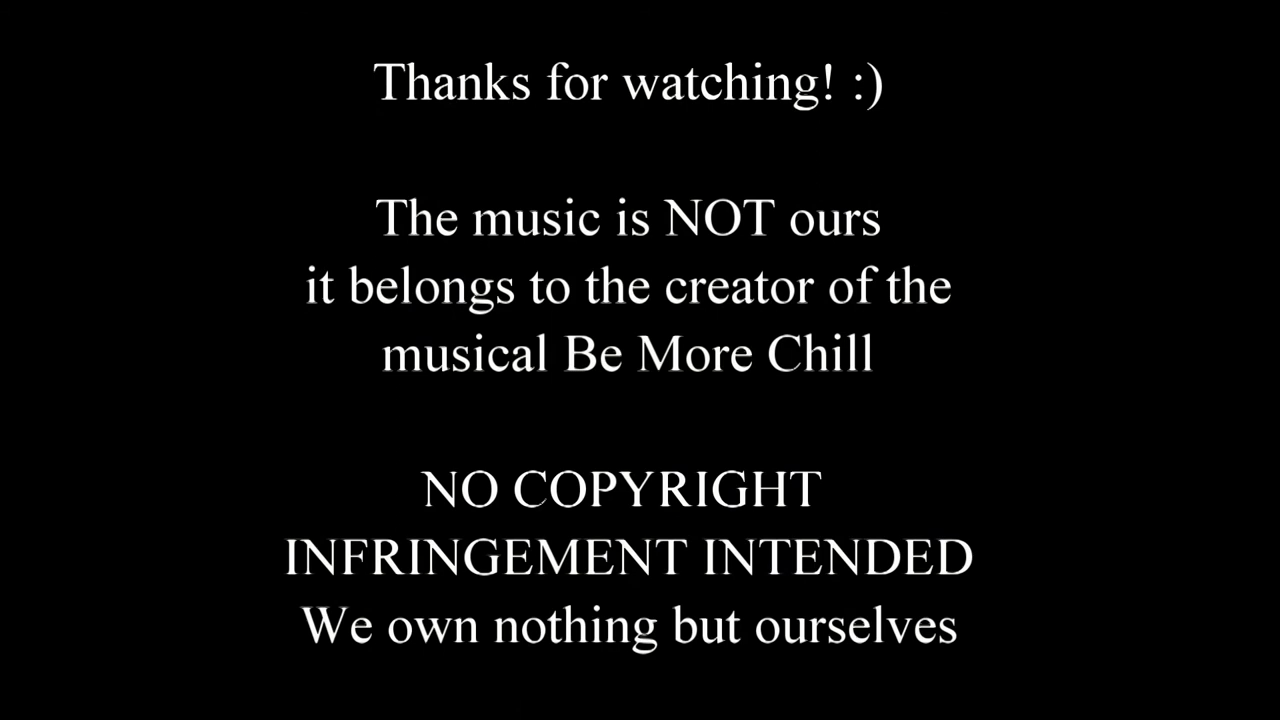 Thanks for watching! :)
The music is NOT ours
it belongs to the creator of the
musical Be More Chill
NO COPYRIGHT
INFRINGEMENT INTENDED
We own nothing but ourselves